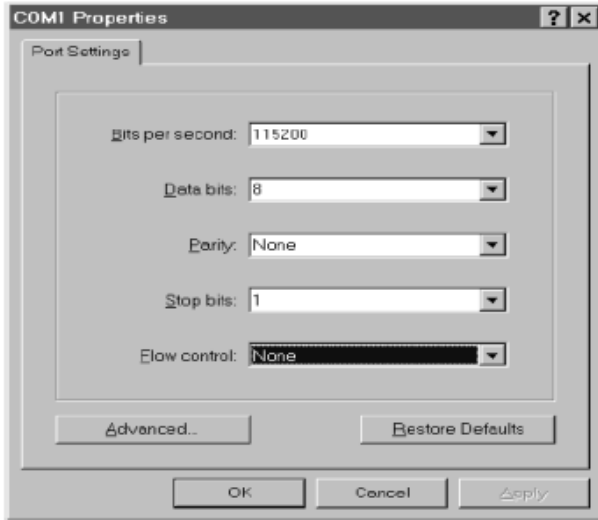 COM1 Properties
Port Settings
Bits per second: 115200
Data bits: 8
Parity: None
Stop bits: 1
Flow control: None
Advanced...
Restore Defaults
OK
Cancel
Apply